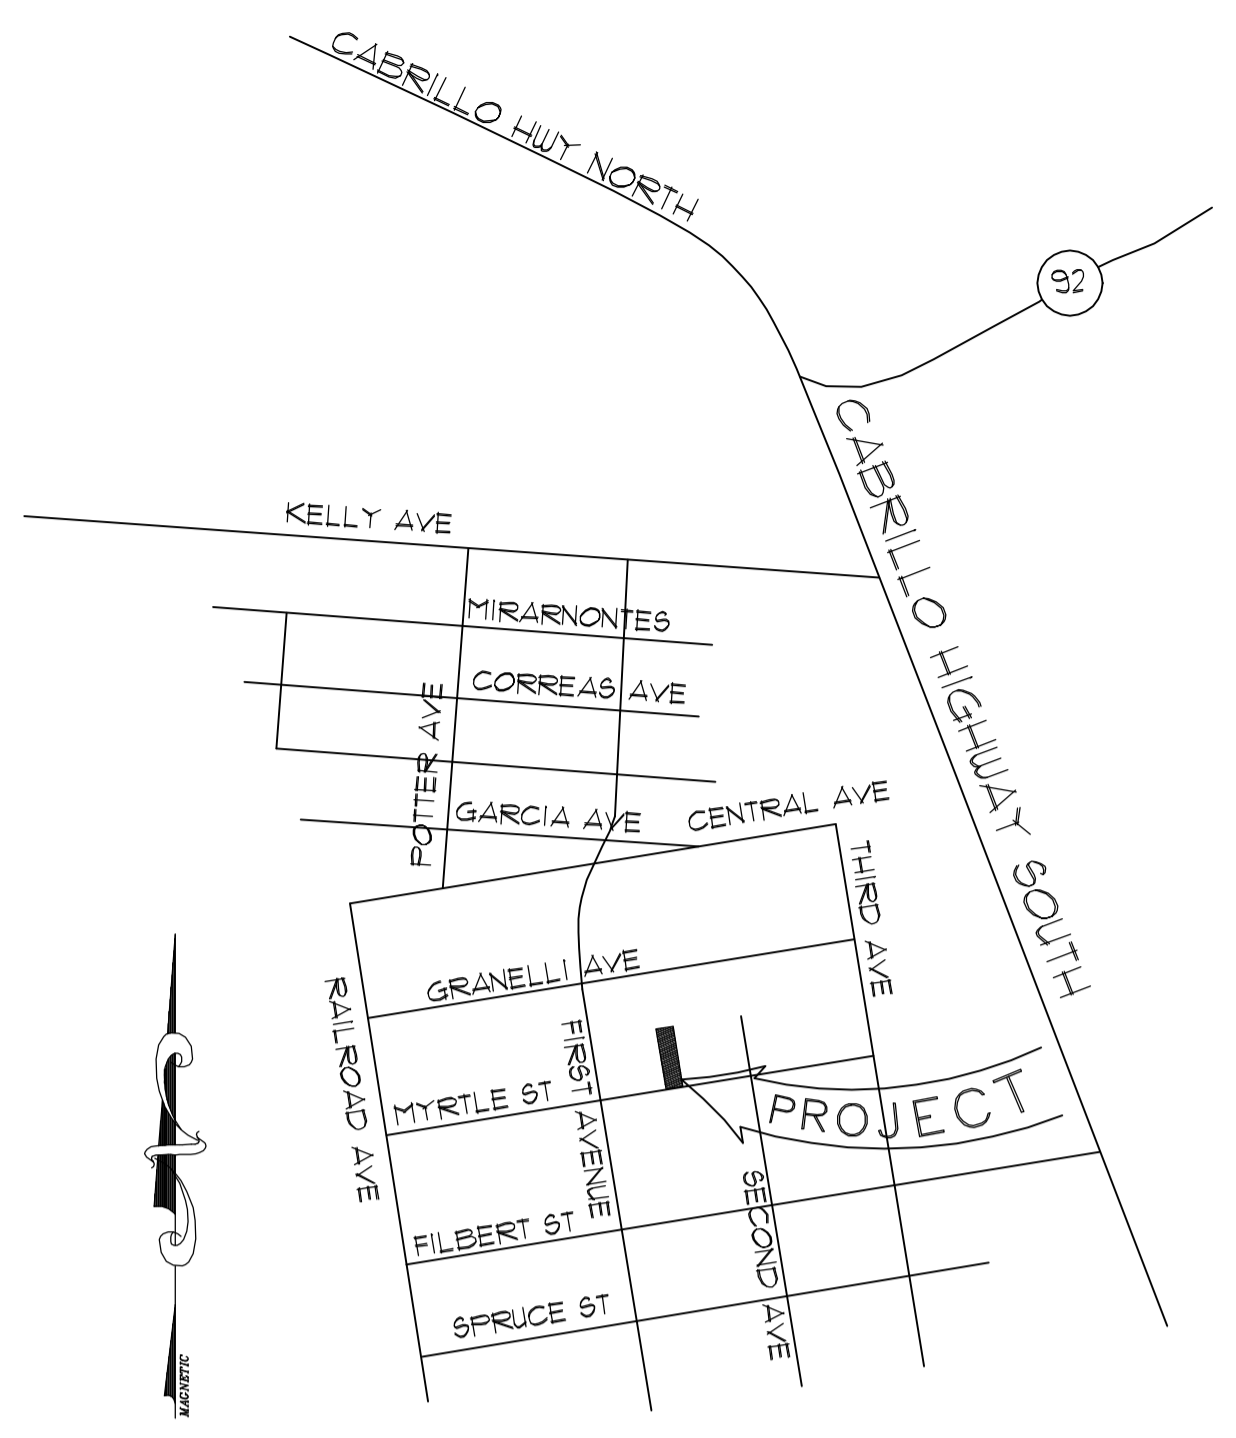 CABRILLO HWY NORTH
92
CABRILLO HIGHWAY SOUTH
KELLY AVE
MIRARNONTES
CORREAS AVE
POTTER AVE
GARCIA AVE
CENTRAL AVE
THIRD AVE
GRANELLI AVE
RAILROAD AVE
FIRST AVENUE
MYRTLE ST
PROJECT
SECOND AVE
FILBERT ST
SPRUCE ST
MAGNETIC